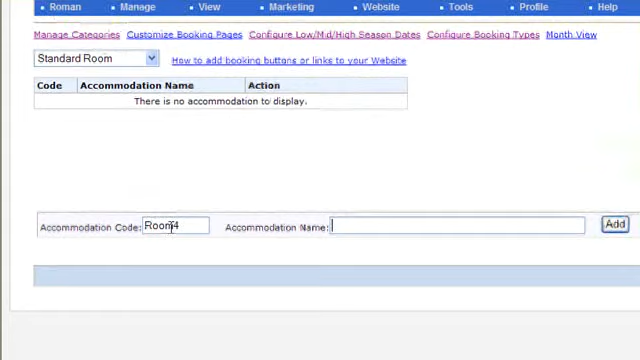 Roman Manage View Marketing Website Tools Profile Help
Manage Categories Customize Booking Pages Configure Low/Mid/High Season Dates Configure Booking Types Month View
Standard Room How to add booking buttons or links to your Website
Code Accommodation Name Action
There is no accommodation to display.
Accommodation Code: Room4 Accommodation Name: Add